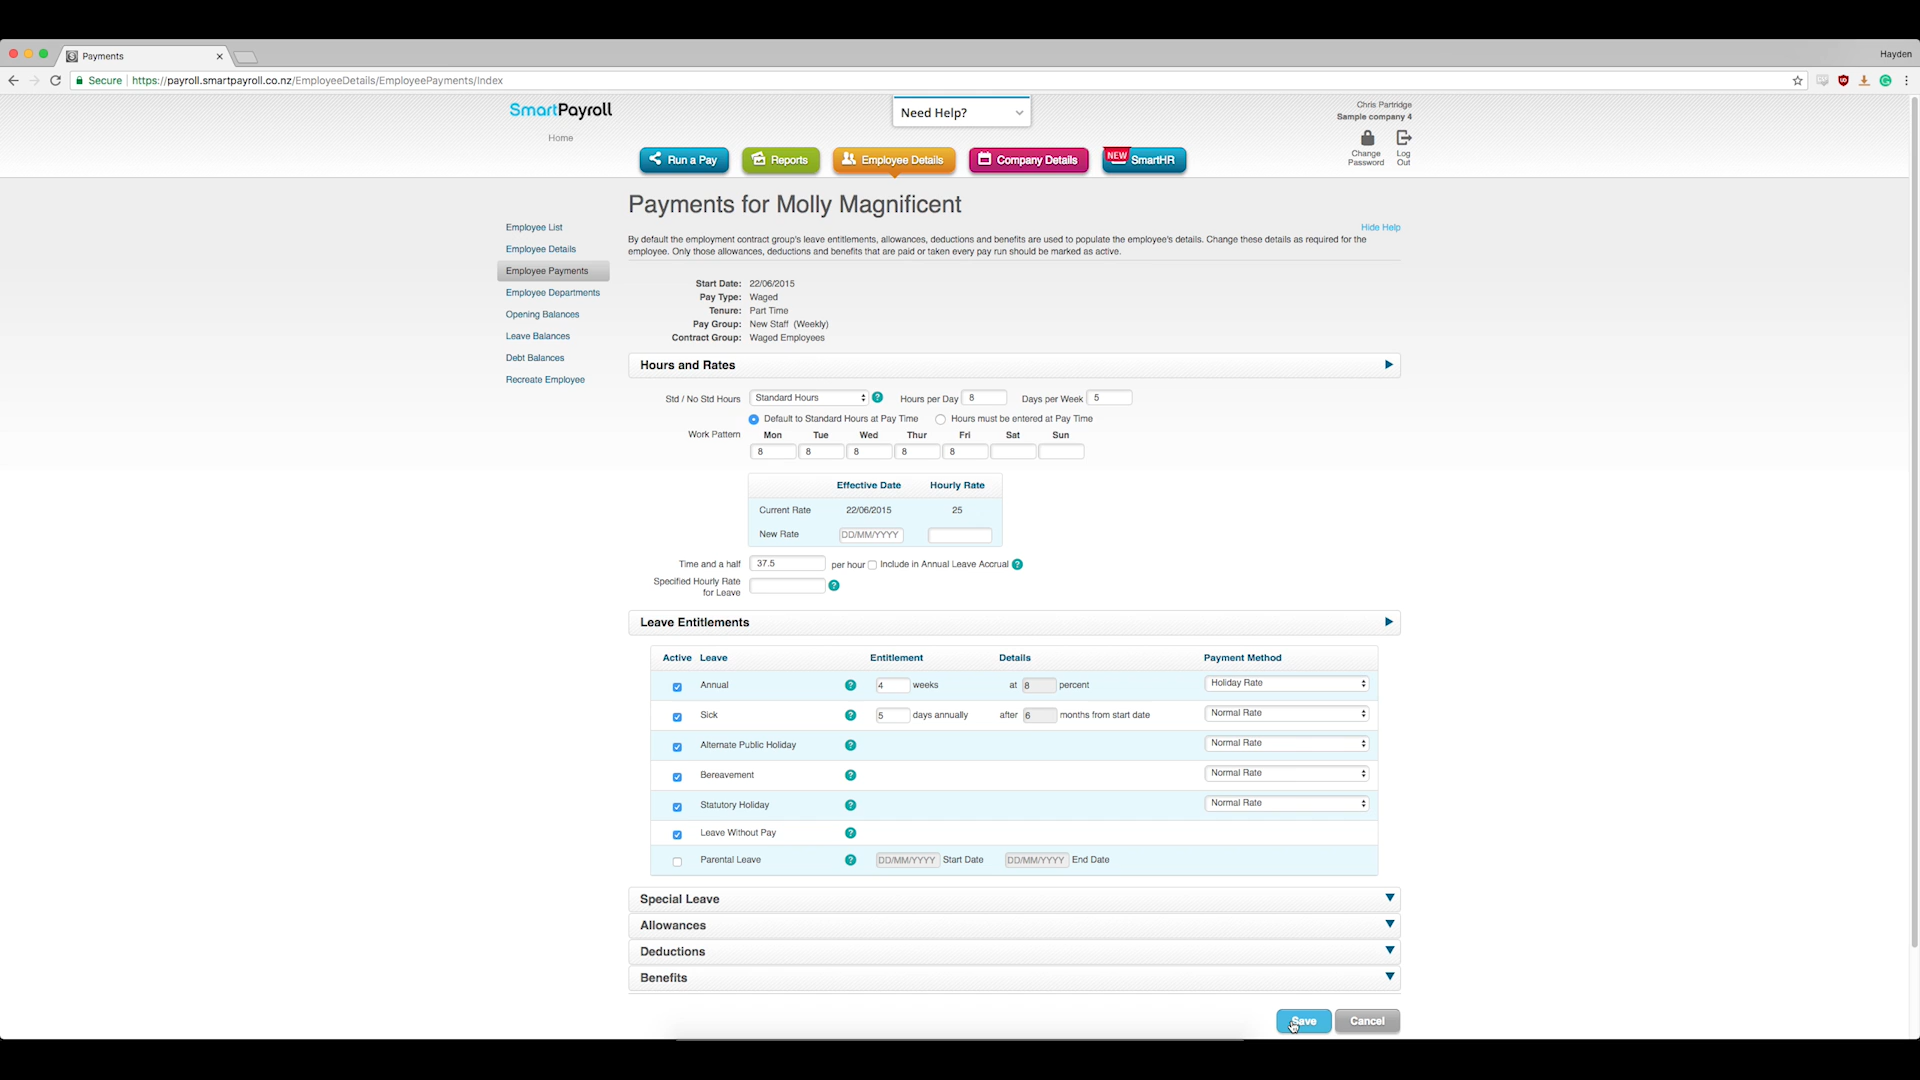 Payments
Hayden
Secure https://payroll.smartpayroll.co.nz/EmployeeDetails/EmployeePayments/Index
SmartPayroll
Need Help?
Chris Partridge
Sample company 4
Home
Change Password
Log Out
Run a Pay
Reports
Employee Details
Company Details
NEW SmartHR
Payments for Molly Magnificent
Hide Help
By default the employment contract group's leave entitlements, allowances, deductions and benefits are used to populate the employee's details. Change these details as required for the
employee. Only those allowances, deductions and benefits that are paid or taken every pay run should be marked as active.
Employee List
Employee Details
Employee Payments
Employee Departments
Opening Balances
Leave Balances
Debt Balances
Recreate Employee
Start Date: 22/06/2015
Pay Type: Waged
Tenure: Part Time
Pay Group: New Staff (Weekly)
Contract Group: Waged Employees
Hours and Rates
Std / No Std Hours Standard Hours ? Hours per Day 8 Days per Week 5
Default to Standard Hours at Pay Time Hours must be entered at Pay Time
Work Pattern Mon Tue Wed Thur Fri Sat Sun
8 8 8 8 8
Effective Date Hourly Rate
Current Rate 22/06/2015 25
New Rate DD/MM/YYYY
Time and a half 37.5 per hour Include in Annual Leave Accrual ?
Specified Hourly Rate
for Leave ?
Leave Entitlements
Active Leave Entitlement Details Payment Method
Annual ? 4 weeks at 8 percent Holiday Rate
Sick ? 5 days annually after 6 months from start date Normal Rate
Alternate Public Holiday ? Normal Rate
Bereavement ? Normal Rate
Statutory Holiday ? Normal Rate
Leave Without Pay ?
Parental Leave ? DD/MM/YYYY Start Date DD/MM/YYYY End Date
Special Leave
Allowances
Deductions
Benefits
Save Cancel